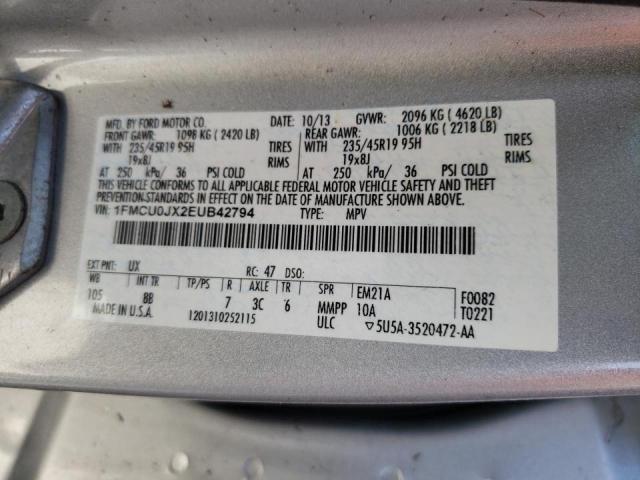 MFD. BY FORD MOTOR CO.
DATE: 10/13 GVWR: 2096 KG ( 4620 LB)
FRONT GAWR: 1098 KG ( 2420 LB)
REAR GAWR: 1006 KG ( 2218 LB)
WITH 235/45R19 95H TIRES
WITH 235/45R19 95H TIRES
19x8J RIMS
19x8J RIMS
AT 250 kPa/ 36 PSI COLD
AT 250 kPa/ 36 PSI COLD
THIS VEHICLE CONFORMS TO ALL APPLICABLE FEDERAL MOTOR VEHICLE SAFETY AND THEFT
PREVENTION-STANDARDS IN EFFECT ON THE DATE OF MANUFACTURE SHOWN ABOVE.
VIN: 1FMCU0JX2EUB42794 TYPE: MPV
EXT PNT: UX RC: 47 DSO:
WB INT TR TP/PS R AXLE TR SPR EM21A F0082
105 8B 7 3C 6 MMPP 10A T0221
MADE IN U.S.A. 1201310252115 ULC ▽5U5A-3520472-AA